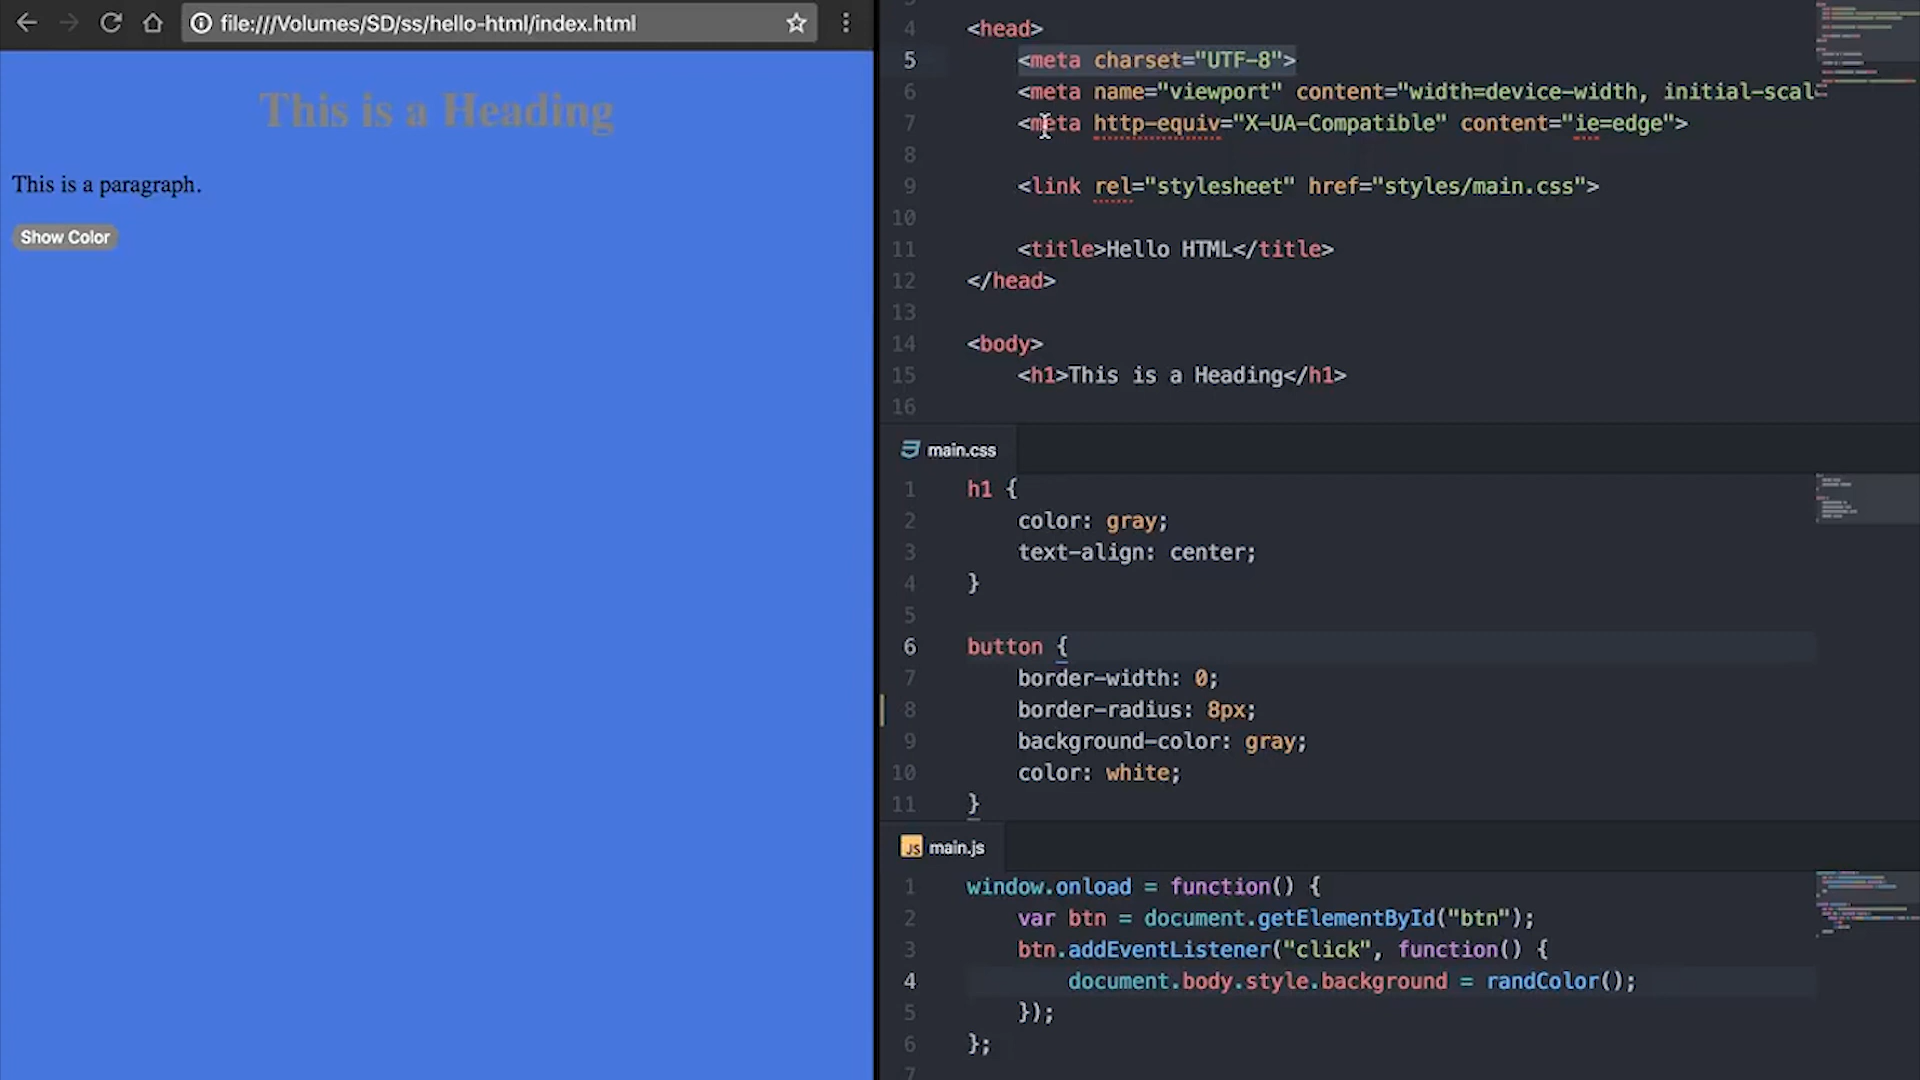 file:///Volumes/SD/ss/hello-html/index.html
This is a Heading
This is a paragraph.
Show Color
4 <head>
5 <meta charset="UTF-8">
6 <meta name="viewport" content="width=device-width, initial-scal
7 <meta http-equiv="X-UA-Compatible" content="ie=edge">
8
9 <link rel="stylesheet" href="styles/main.css">
10
11 <title>Hello HTML</title>
12 </head>
13
14 <body>
15 <h1>This is a Heading</h1>
16
main.css
1 h1 {
2 color: gray;
3 text-align: center;
4 }
5
6 button {
7 border-width: 0;
8 border-radius: 8px;
9 background-color: gray;
10 color: white;
11 }
JS main.js
1 window.onload = function() {
2 var btn = document.getElementById("btn");
3 btn.addEventListener("click", function() {
4 document.body.style.background = randColor();
5 });
6 };
7